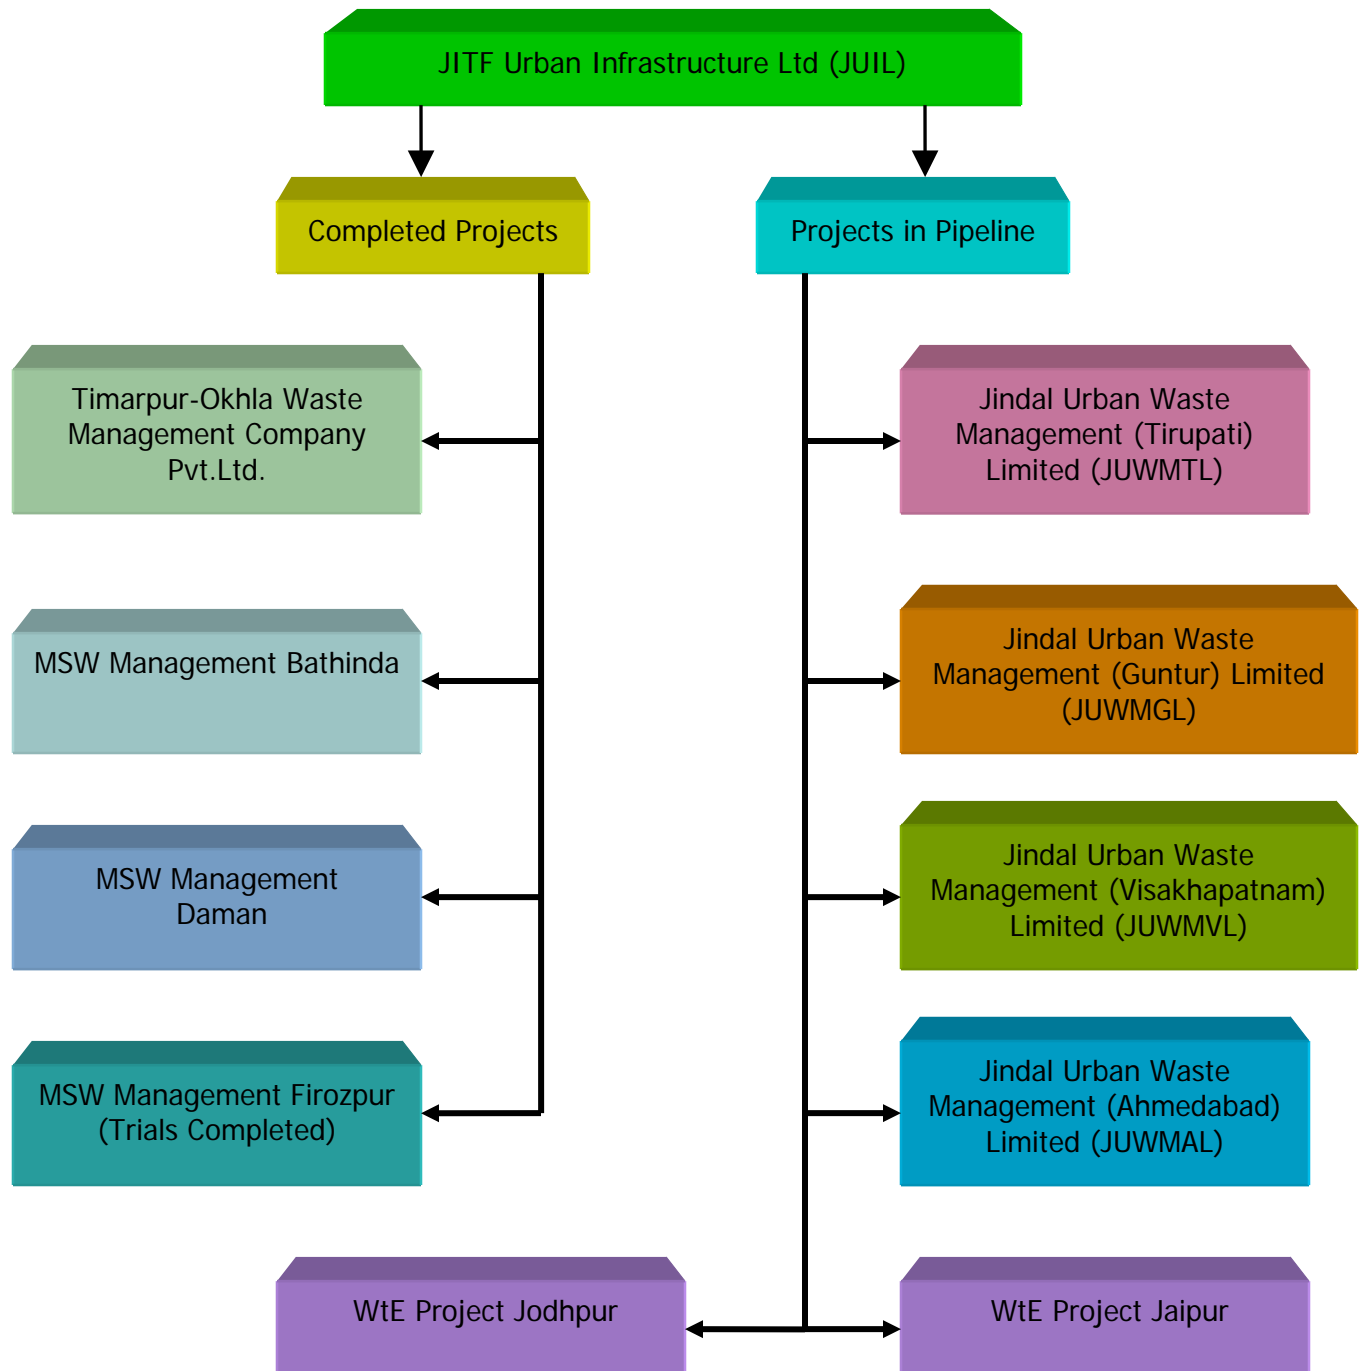 JITF Urban Infrastructure Ltd (JUIL)
Completed Projects
Projects in Pipeline
Timarpur-Okhla Waste
Management Company
Pvt.Ltd.
Jindal Urban Waste
Management (Tirupati)
Limited (JUWMTL)
MSW Management Bathinda
Jindal Urban Waste
Management (Guntur) Limited
(JUWMGL)
MSW Management
Daman
Jindal Urban Waste
Management (Visakhapatnam)
Limited (JUWMVL)
MSW Management Firozpur
(Trials Completed)
Jindal Urban Waste
Management (Ahmedabad)
Limited (JUWMAL)
WtE Project Jodhpur
WtE Project Jaipur